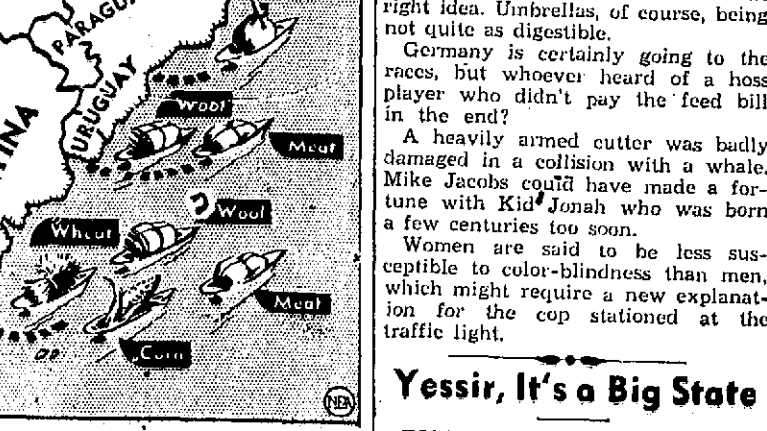 PARAGU
URUGUAY
TINA
Wool
Meat
Wool
Wheat
Meat
Corn
NEA
right idea. Umbrellas, of course, being
not quite as digestible.
Germany is certainly going to the
races, but whoever heard of a hoss
player who didn't pay the feed bill
in the end?
A heavily armed cutter was badly
damaged in a collision with a whale.
Mike Jacobs could have made a for-
tune with Kid Jonah who was born
a few centuries too soon.
Women are said to be less sus-
ceptible to color-blindness than men,
which might require a new explanat-
ion for the cop stationed at the
traffic light.
Yessir, It's a Big State